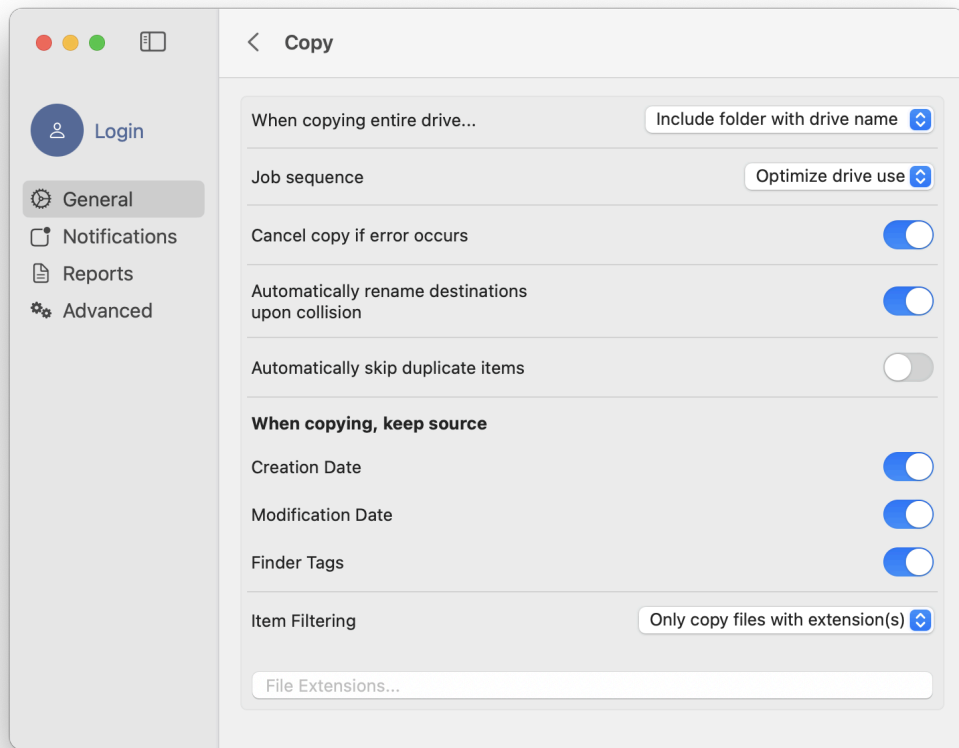 Copy
Login
General
Notifications
Reports
Advanced
When copying entire drive...
Include folder with drive name
Job sequence
Optimize drive use
Cancel copy if error occurs
Automatically rename destinations
upon collision
Automatically skip duplicate items
When copying, keep source
Creation Date
Modification Date
Finder Tags
Item Filtering
Only copy files with extension(s)
File Extensions...